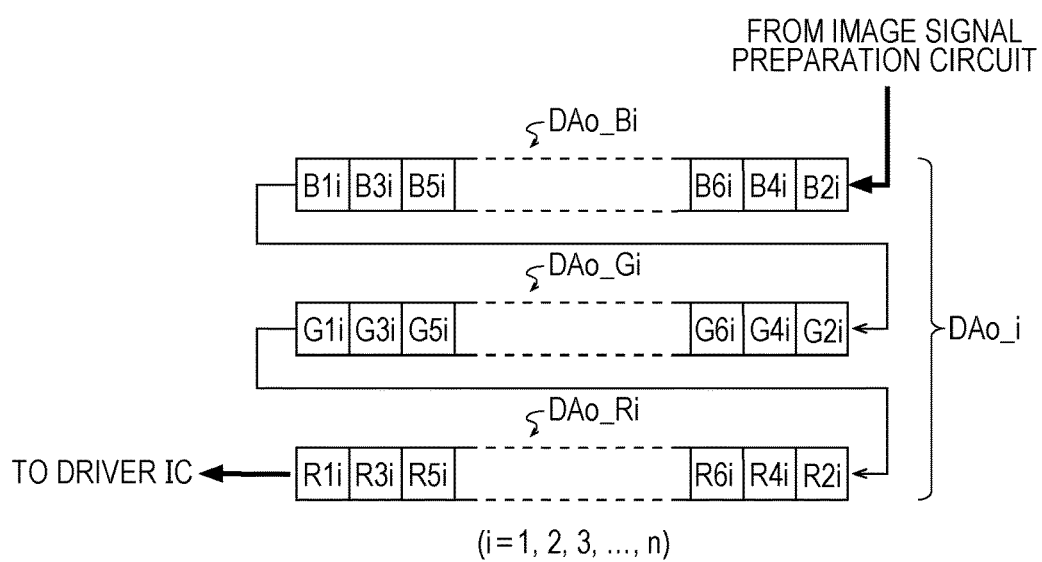 FROM IMAGE SIGNAL
PREPARATION CIRCUIT
DAo_Bi
B1i B3i B5i B6i B4i B2i
DAo_Gi
G1i G3i G5i G6i G4i G2i
DAo_i
DAo_Ri
TO DRIVER IC R1i R3i R5i R6i R4i R2i
(i=1, 2, 3, ..., n)